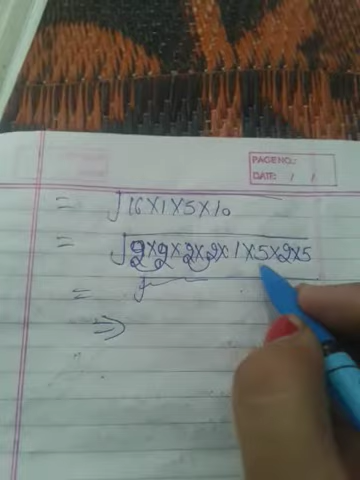 PAGE NO.:
DATE: / /
= √16×1×5×10
= √2×2×2×2×1×5×2×5
= √
⇒